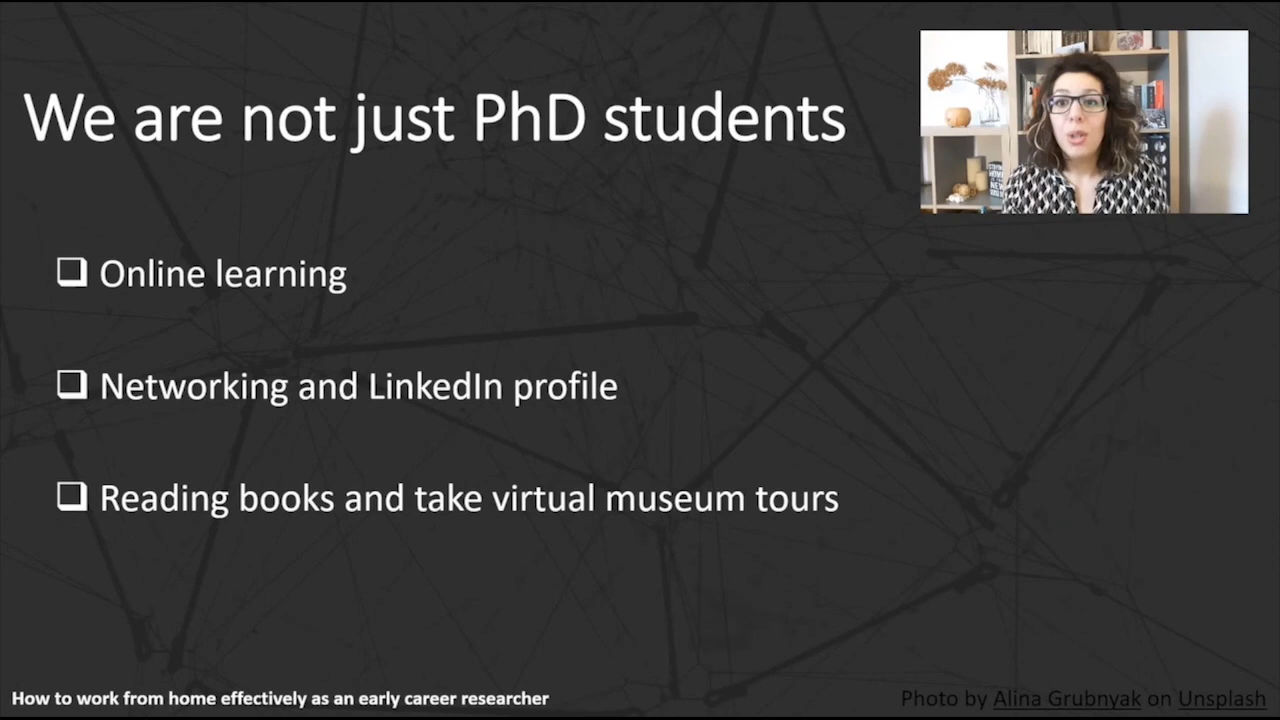 We are not just PhD students
❑ Online learning
❑ Networking and LinkedIn profile
❑ Reading books and take virtual museum tours
How to work from home effectively as an early career researcher
Photo by Alina Grubnyak on Unsplash